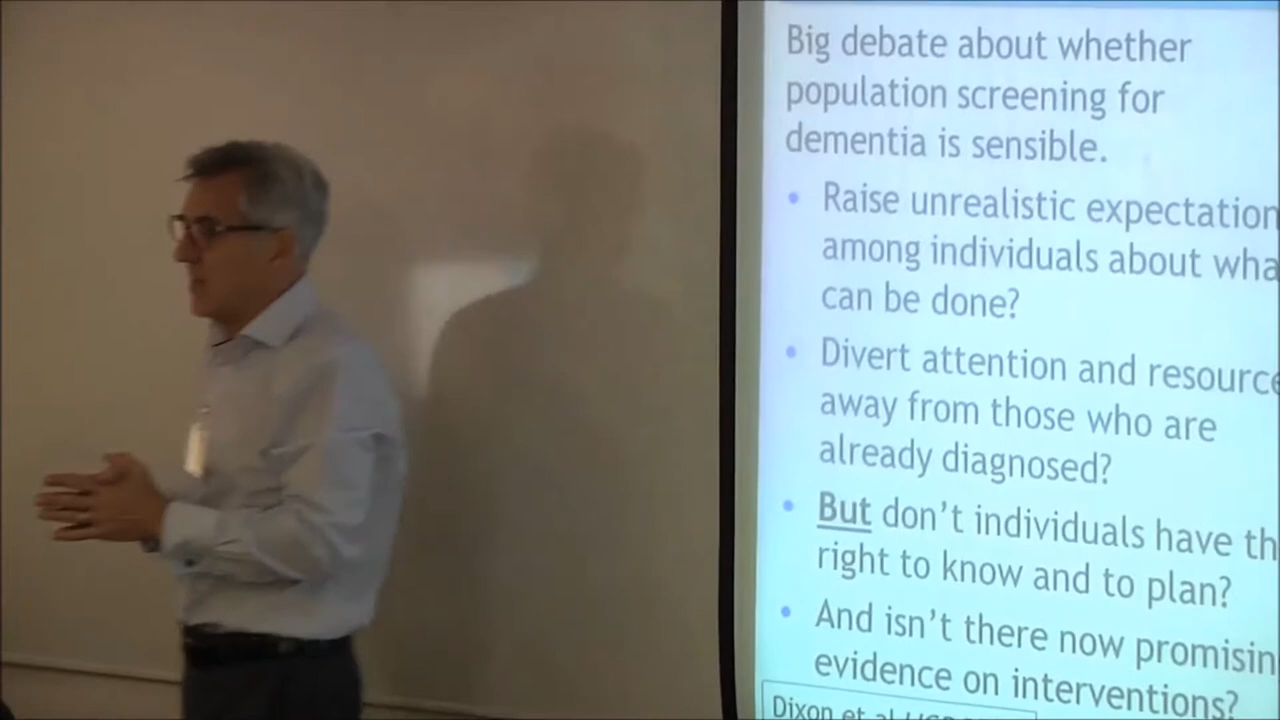 Big debate about whether
population screening for
dementia is sensible.
• Raise unrealistic expectation
among individuals about wha
can be done?
• Divert attention and resource
away from those who are
already diagnosed?
• But don't individuals have th
right to know and to plan?
• And isn't there now promisin
evidence on interventions?
Dixon et al